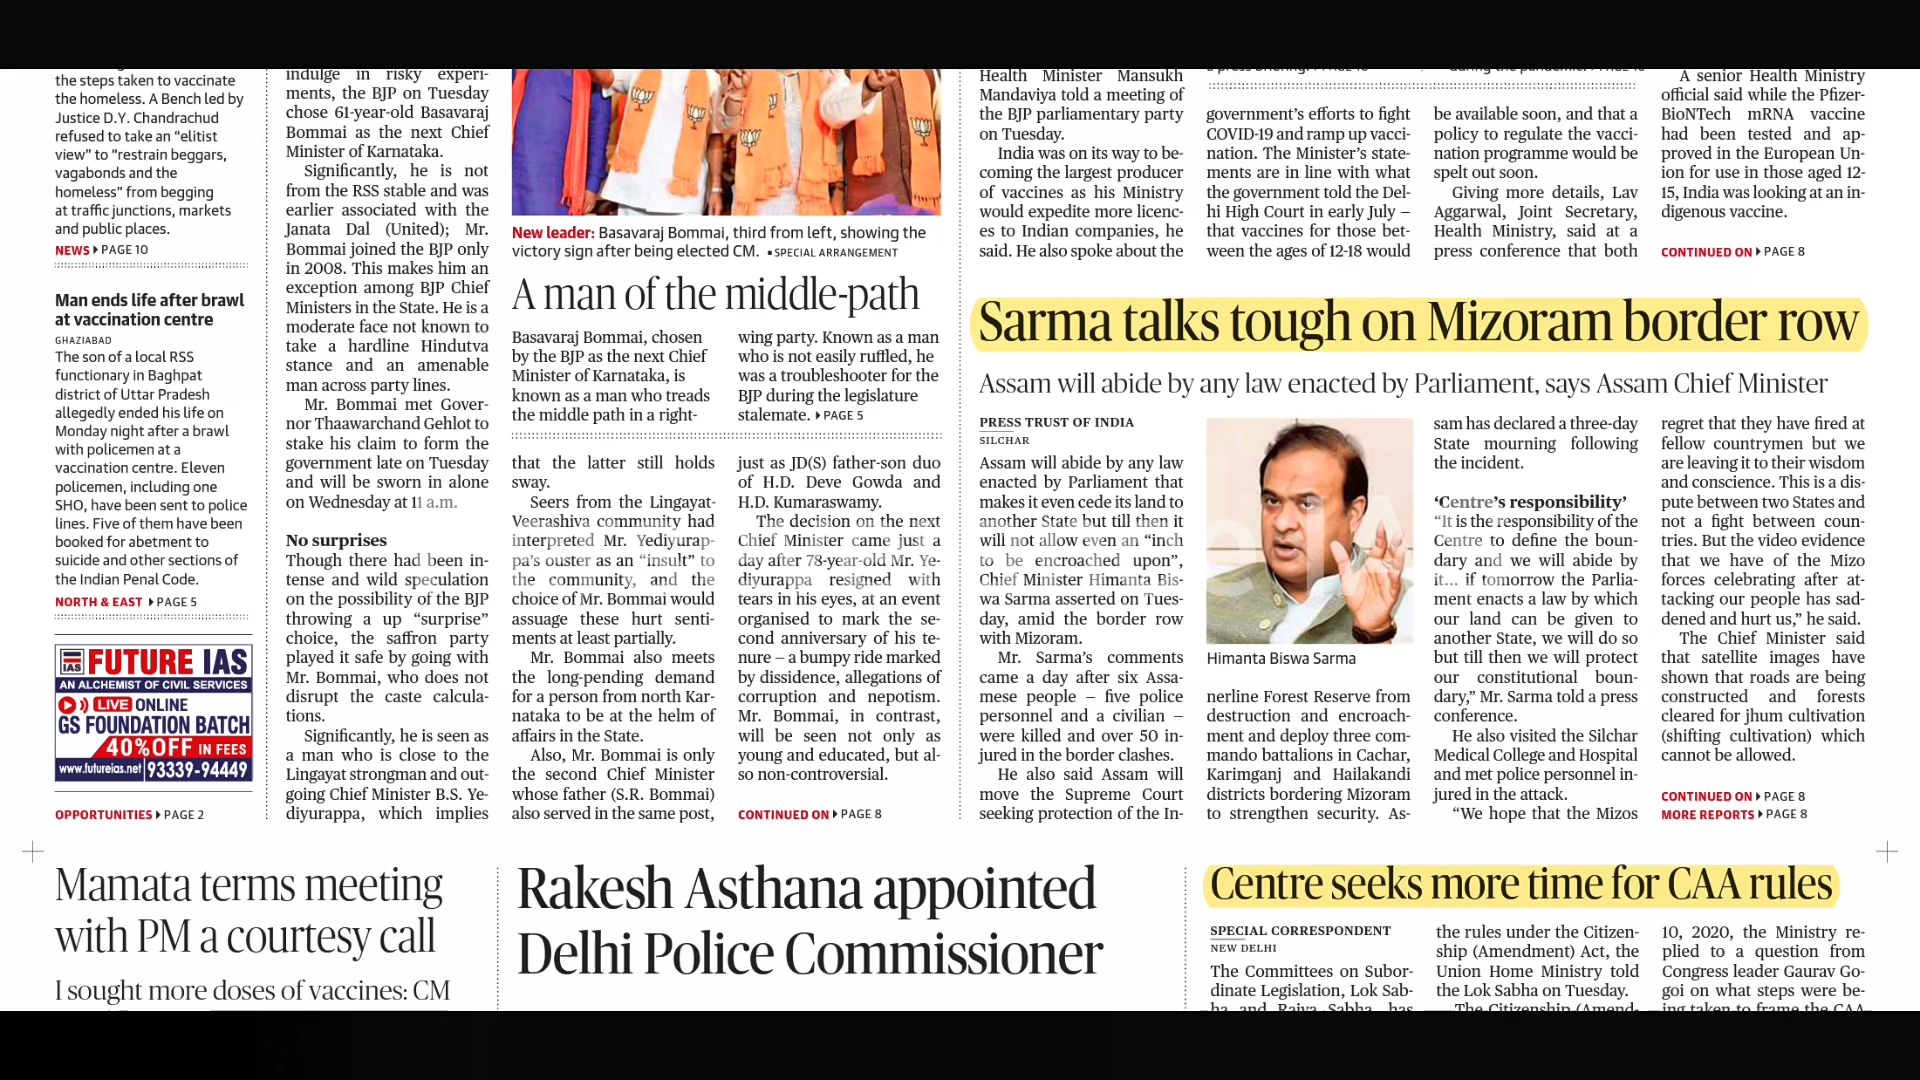 the steps taken to vaccinate
the homeless. A Bench led by
Justice D.Y. Chandrachud
refused to take an “elitist
view” to “restrain beggars,
vagabonds and the
homeless” from begging
at traffic junctions, markets
and public places.
NEWS PAGE 10
Man ends life after brawl
at vaccination centre
GHAZIABAD
The son of a local RSS
functionary in Baghpat
district of Uttar Pradesh
allegedly ended his life on
Monday night after a brawl
with policemen at a
vaccination centre. Eleven
policemen, including one
SHO, have been sent to police
lines. Five of them have been
booked for abetment to
suicide and other sections of
the Indian Penal Code.
NORTH & EAST PAGE 5
IAS FUTURE IAS
AN ALCHEMIST OF CIVIL SERVICES
LIVE ONLINE
GS FOUNDATION BATCH
40% OFF IN FEES
www.futureias.net 93339-94449
OPPORTUNITIES PAGE 2
indulge in risky experi-
ments, the BJP on Tuesday
chose 61-year-old Basavaraj
Bommai as the next Chief
Minister of Karnataka.
Significantly, he is not
from the RSS stable and was
earlier associated with the
Janata Dal (United); Mr.
Bommai joined the BJP only
in 2008. This makes him an
exception among BJP Chief
Ministers in the State. He is a
moderate face not known to
take a hardline Hindutva
stance and an amenable
man across party lines.
Mr. Bommai met Gover-
nor Thaawarchand Gehlot to
stake his claim to form the
government late on Tuesday
and will be sworn in alone
on Wednesday at 11 a.m.
No surprises
Though there had been in-
tense and wild speculation
on the possibility of the BJP
throwing a up “surprise”
choice, the saffron party
played it safe by going with
Mr. Bommai, who does not
disrupt the caste calcula-
tions.
Significantly, he is seen as
a man who is close to the
Lingayat strongman and out-
going Chief Minister B.S. Ye-
diyurappa, which implies
New leader: Basavaraj Bommai, third from left, showing the
victory sign after being elected CM. ▪ SPECIAL ARRANGEMENT
A man of the middle-path
Basavaraj Bommai, chosen
by the BJP as the next Chief
Minister of Karnataka, is
known as a man who treads
the middle path in a right-
wing party. Known as a man
who is not easily ruffled, he
was a troubleshooter for the
BJP during the legislature
stalemate. PAGE 5
that the latter still holds
sway.
Seers from the Lingayat-
Veerashiva community had
interpreted Mr. Yediyurap-
pa’s ouster as an “insult” to
the community, and the
choice of Mr. Bommai would
assuage these hurt senti-
ments at least partially.
Mr. Bommai also meets
the long-pending demand
for a person from north Kar-
nataka to be at the helm of
affairs in the State.
Also, Mr. Bommai is only
the second Chief Minister
whose father (S.R. Bommai)
also served in the same post,
just as JD(S) father-son duo
of H.D. Deve Gowda and
H.D. Kumaraswamy.
The decision on the next
Chief Minister came just a
day after 78-year-old Mr. Ye-
diyurappa resigned with
tears in his eyes, at an event
organised to mark the se-
cond anniversary of his te-
nure – a bumpy ride marked
by dissidence, allegations of
corruption and nepotism.
Mr. Bommai, in contrast,
will be seen not only as
young and educated, but al-
so non-controversial.
CONTINUED ON PAGE 8
Health Minister Mansukh
Mandaviya told a meeting of
the BJP parliamentary party
on Tuesday.
India was on its way to be-
coming the largest producer
of vaccines as his Ministry
would expedite more licenc-
es to Indian companies, he
said. He also spoke about the
government’s efforts to fight
COVID-19 and ramp up vacci-
nation. The Minister’s state-
ments are in line with what
the government told the Del-
hi High Court in early July –
that vaccines for those bet-
ween the ages of 12-18 would
be available soon, and that a
policy to regulate the vacci-
nation programme would be
spelt out soon.
Giving more details, Lav
Aggarwal, Joint Secretary,
Health Ministry, said at a
press conference that both
A senior Health Ministry
official said while the Pfizer-
BioNTech mRNA vaccine
had been tested and ap-
proved in the European Un-
ion for use in those aged 12-
15, India was looking at an in-
digenous vaccine.
CONTINUED ON PAGE 8
Sarma talks tough on Mizoram border row
Assam will abide by any law enacted by Parliament, says Assam Chief Minister
PRESS TRUST OF INDIA
SILCHAR
Assam will abide by any law
enacted by Parliament that
makes it even cede its land to
another State but till then it
will not allow even an “inch
to be encroached upon”,
Chief Minister Himanta Bis-
wa Sarma asserted on Tues-
day, amid the border row
with Mizoram.
Mr. Sarma’s comments
came a day after six Assa-
mese people – five police
personnel and a civilian –
were killed and over 50 in-
jured in the border clashes.
He also said Assam will
move the Supreme Court
seeking protection of the In-
Himanta Biswa Sarma
nerline Forest Reserve from
destruction and encroach-
ment and deploy three com-
mando battalions in Cachar,
Karimganj and Hailakandi
districts bordering Mizoram
to strengthen security. As-
sam has declared a three-day
State mourning following
the incident.
‘Centre’s responsibility’
“It is the responsibility of the
Centre to define the boun-
dary and we will abide by
it... if tomorrow the Parlia-
ment enacts a law by which
our land can be given to
another State, we will do so
but till then we will protect
our constitutional boun-
dary,” Mr. Sarma told a press
conference.
He also visited the Silchar
Medical College and Hospital
and met police personnel in-
jured in the attack.
“We hope that the Mizos
regret that they have fired at
fellow countrymen but we
are leaving it to their wisdom
and conscience. This is a dis-
pute between two States and
not a fight between coun-
tries. But the video evidence
that we have of the Mizo
forces celebrating after at-
tacking our people has sad-
dened and hurt us,” he said.
The Chief Minister said
that satellite images have
shown that roads are being
constructed and forests
cleared for jhum cultivation
(shifting cultivation) which
cannot be allowed.
CONTINUED ON PAGE 8
MORE REPORTS PAGE 8
Mamata terms meeting
with PM a courtesy call
I sought more doses of vaccines: CM
Rakesh Asthana appointed
Delhi Police Commissioner
Centre seeks more time for CAA rules
SPECIAL CORRESPONDENT
NEW DELHI
The Committees on Subor-
dinate Legislation, Lok Sab-
ha and Rajya Sabha, has
the rules under the Citizen-
ship (Amendment) Act, the
Union Home Ministry told
the Lok Sabha on Tuesday.
The Citizenship (Amend-
10, 2020, the Ministry re-
plied to a question from
Congress leader Gaurav Go-
goi on what steps were be-
ing taken to frame the CAA